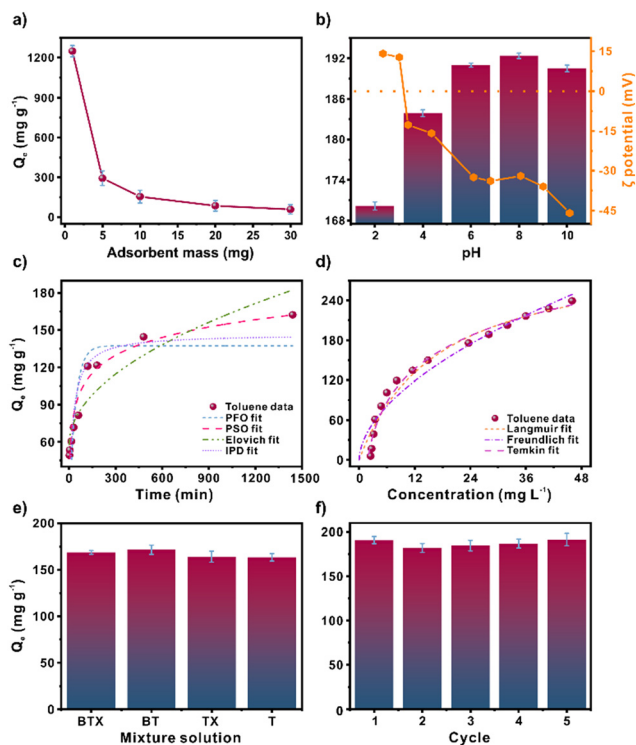 a)
Qe (mg g-1)
1200
900
600
300
0
0
5
10
15
20
25
30
Adsorbent mass (mg)
b)
192
186
180
174
168
2
4
6
8
10
pH
15
0
-15
-30
-45
ζ potential (mV)
c)
Qe (mg g-1)
180
150
120
90
60
0
300
600
900
1200
1500
Time (min)
Toluene data
PFO fit
PSO fit
Elovich fit
IPD fit
d)
240
180
120
60
0
0
12
24
36
48
Concentration (mg L-1)
Toluene data
Langmuir fit
Freundlich fit
Temkin fit
e)
Qe (mg g-1)
200
150
100
50
0
BTX
BT
TX
T
Mixture solution
f)
200
150
100
50
0
1
2
3
4
5
Cycle